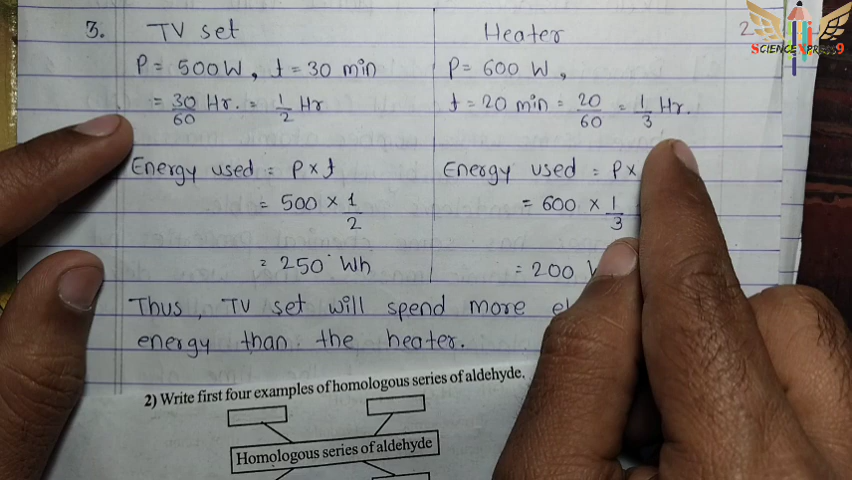 3. TV set
P = 500W, t = 30 min
= 30/60 Hr. = 1/2 Hr
Energy used = P x t
= 500 x 1/2
= 250 Wh
Heater
P = 600 W,
t = 20 min = 20/60 = 1/3 Hr.
Energy used = P x
= 600 x 1/3
= 200
Thus, TV set will spend more
energy than the heater.
2) Write first four examples of homologous series of aldehyde.
Homologous series of aldehyde
2
SCIENCEXPRESS9